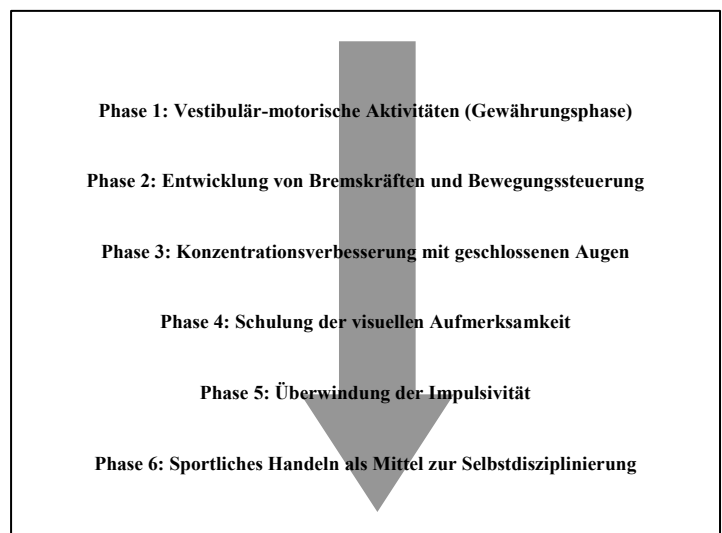 Phase 1: Vestibulär-motorische Aktivitäten (Gewährungsphase)
Phase 2: Entwicklung von Bremskräften und Bewegungssteuerung
Phase 3: Konzentrationsverbesserung mit geschlossenen Augen
Phase 4: Schulung der visuellen Aufmerksamkeit
Phase 5: Überwindung der Impulsivität
Phase 6: Sportliches Handeln als Mittel zur Selbstdisziplinierung